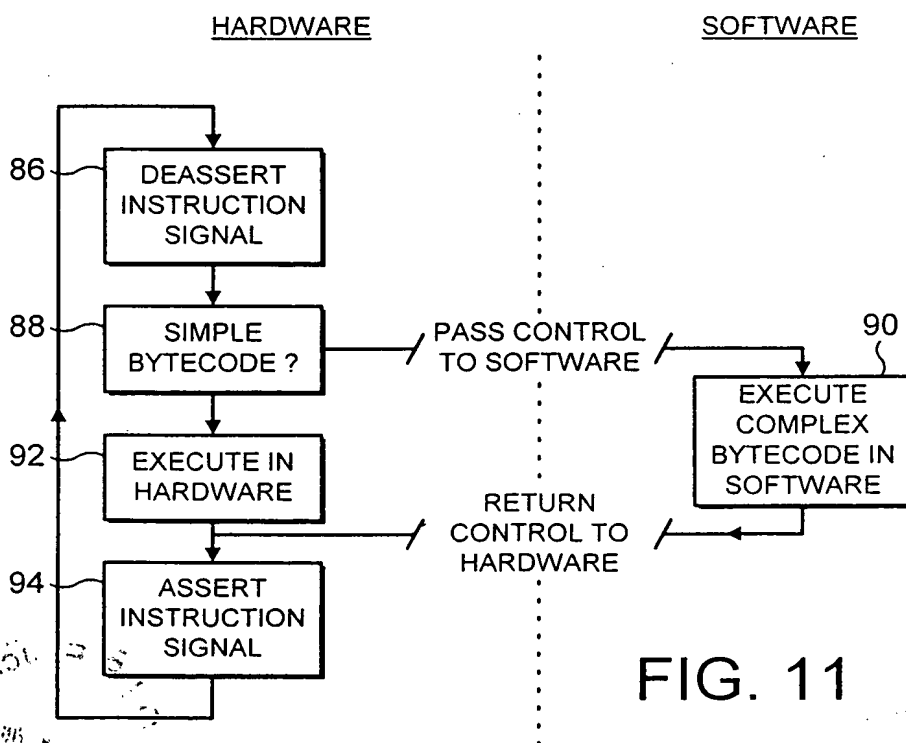 HARDWARE
SOFTWARE
86
DEASSERT
INSTRUCTION
SIGNAL
88
SIMPLE
BYTECODE ?
PASS CONTROL
TO SOFTWARE
90
EXECUTE
COMPLEX
BYTECODE IN
SOFTWARE
92
EXECUTE IN
HARDWARE
RETURN
CONTROL TO
HARDWARE
94
ASSERT
INSTRUCTION
SIGNAL
FIG. 11